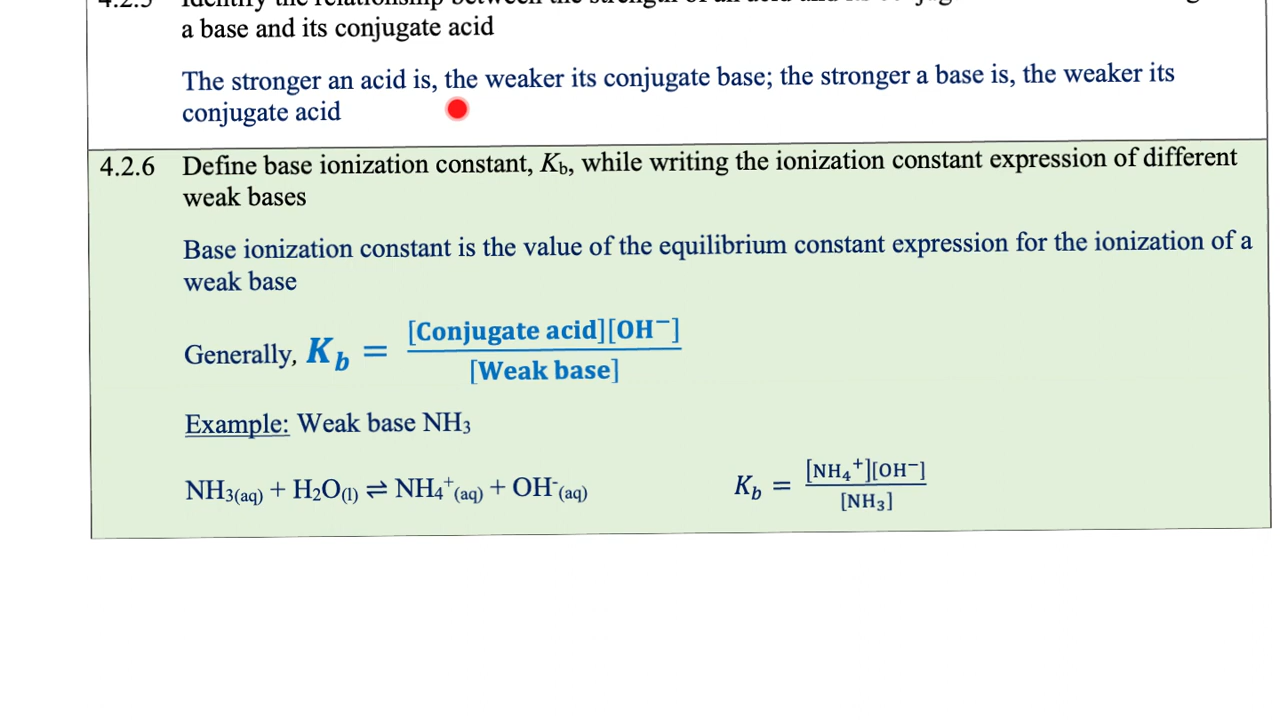 a base and its conjugate acid
The stronger an acid is, the weaker its conjugate base; the stronger a base is, the weaker its
conjugate acid
4.2.6 Define base ionization constant, Kb, while writing the ionization constant expression of different
weak bases
Base ionization constant is the value of the equilibrium constant expression for the ionization of a
weak base
Generally, K_b = [Conjugate acid][OH⁻] / [Weak base]
Example: Weak base NH₃
NH₃(aq) + H₂O(l) ⇌ NH₄⁺(aq) + OH⁻(aq) K_b = [NH₄⁺][OH⁻] / [NH₃]